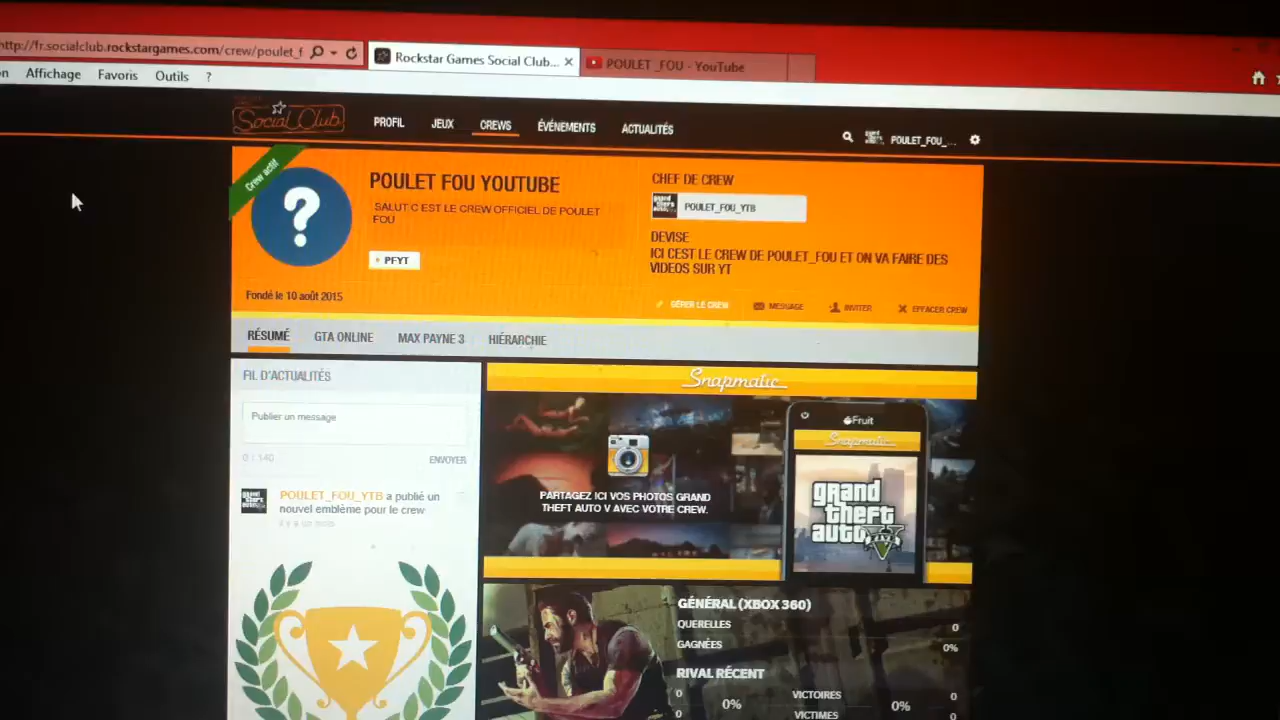 http://fr.socialclub.rockstargames.com/crew/poulet_f
Rockstar Games Social Club...
POULET _FOU - YouTube
Affichage Favoris Outils ?
Social Club
PROFIL JEUX CREWS ÉVÉNEMENTS ACTUALITÉS
POULET_FOU_...
Crew actif
POULET FOU YOUTUBE
SALUT C EST LE CREW OFFICIEL DE POULET
FOU
PFYT
Fondé le 10 août 2015
CHEF DE CREW
POULET_FOU_YTB
DEVISE
ICI CEST LE CREW DE POULET_FOU ET ON VA FAIRE DES
VIDEOS SUR YT
GÉRER LE CREW MESSAGE INVITER EFFACER CREW
RÉSUMÉ GTA ONLINE MAX PAYNE 3 HIÉRARCHIE
FIL D'ACTUALITÉS
Publier un message
0 / 140
ENVOYER
POULET_FOU_YTB a publié un
nouvel emblème pour le crew
Snapmatic
PARTAGEZ ICI VOS PHOTOS GRAND
THEFT AUTO V AVEC VOTRE CREW.
Fruit
Snapmatic
grand
theft
auto V
GÉNÉRAL (XBOX 360)
QUERELLES 0
GAGNÉES 0%
RIVAL RÉCENT
0 0% VICTOIRES 0% 0
0 VICTIMES 0